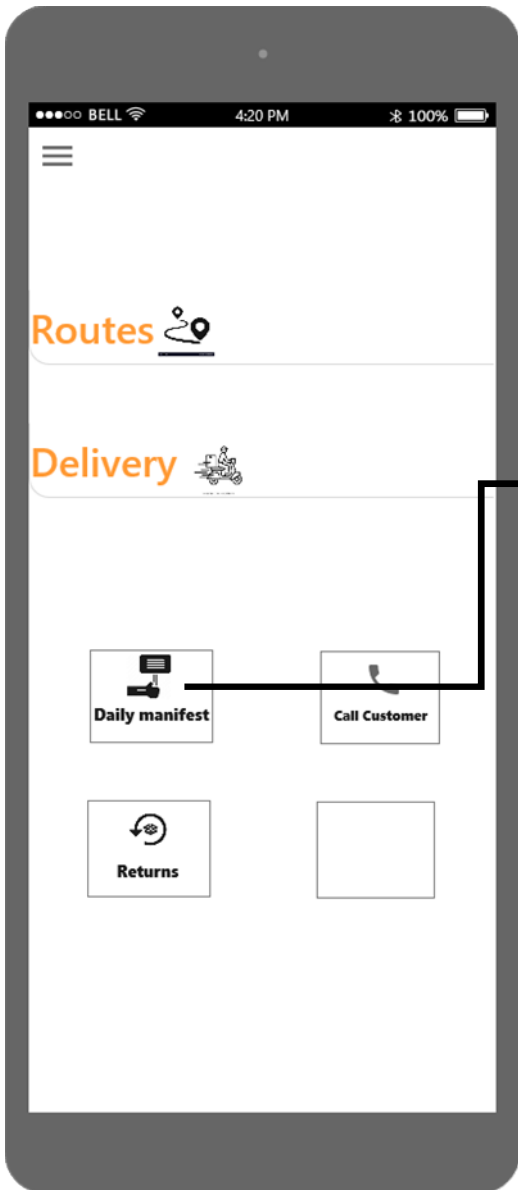 BELL 4:20 PM 100%
Routes
Delivery
Daily manifest
Call Customer
Returns